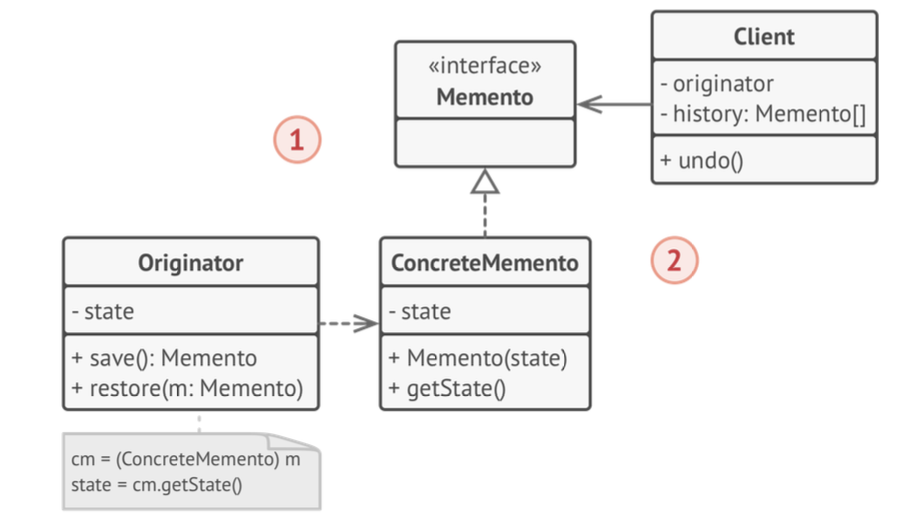 «interface»
Memento
Client
- originator
- history: Memento[]
+ undo()
1
Originator
- state
+ save(): Memento
+ restore(m: Memento)
ConcreteMemento
- state
+ Memento(state)
+ getState()
2
cm = (ConcreteMemento) m
state = cm.getState()